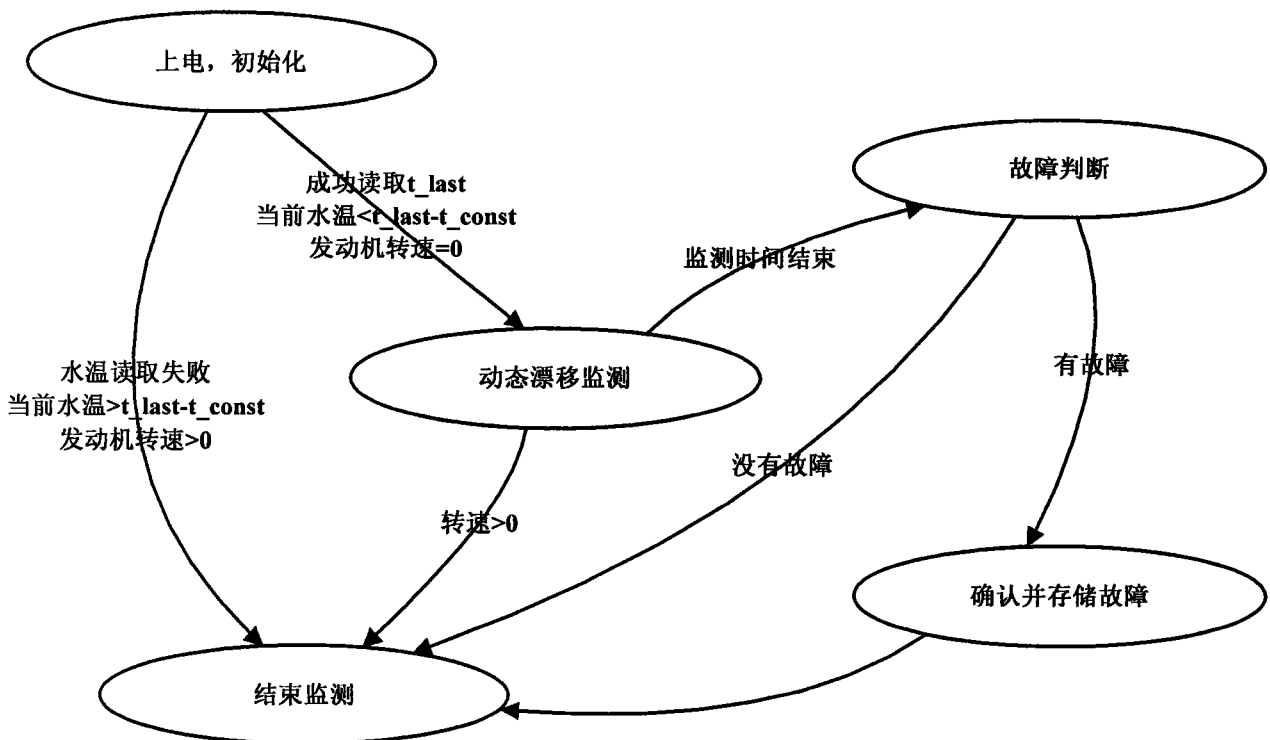 上电，初始化
故障判断
成功读取t_last
当前水温<t_last-t_const
发动机转速=0
监测时间结束
动态漂移监测
有故障
水温读取失败
当前水温>t_last-t_const
发动机转速>0
没有故障
转速>0
确认并存储故障
结束监测